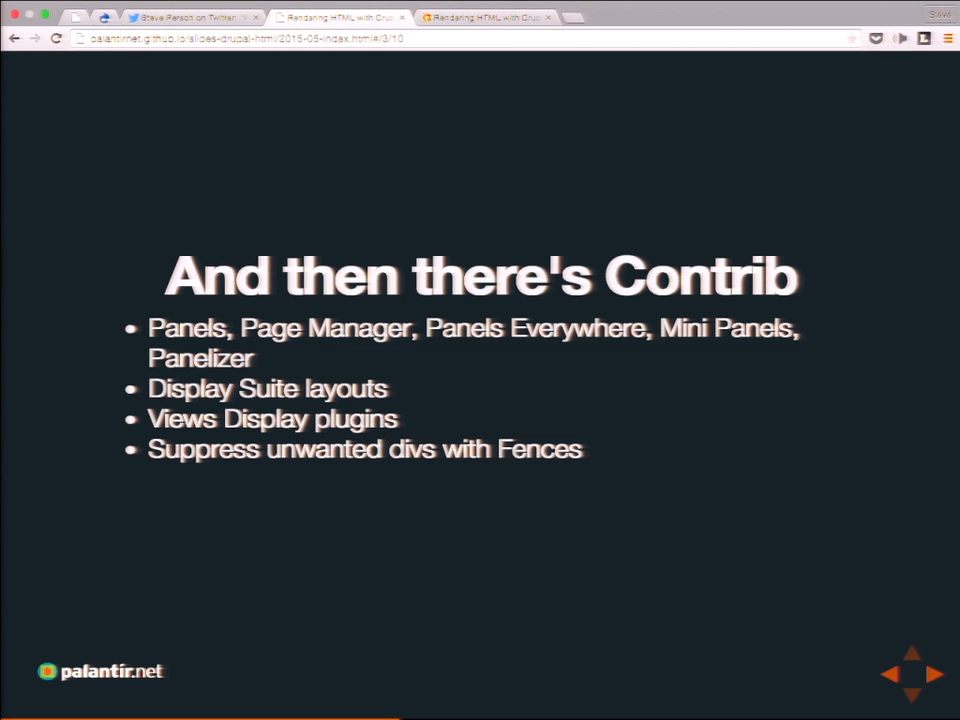 Steve Persch on Twitter: "
Rendering HTML with Drup
Rendering HTML with Drup
Steve
palantirnet.github.io/slides-drupal-html/2015-05-index.html#/3/10
And then there's Contrib
• Panels, Page Manager, Panels Everywhere, Mini Panels,
Panelizer
• Display Suite layouts
• Views Display plugins
• Suppress unwanted divs with Fences
palantir.net